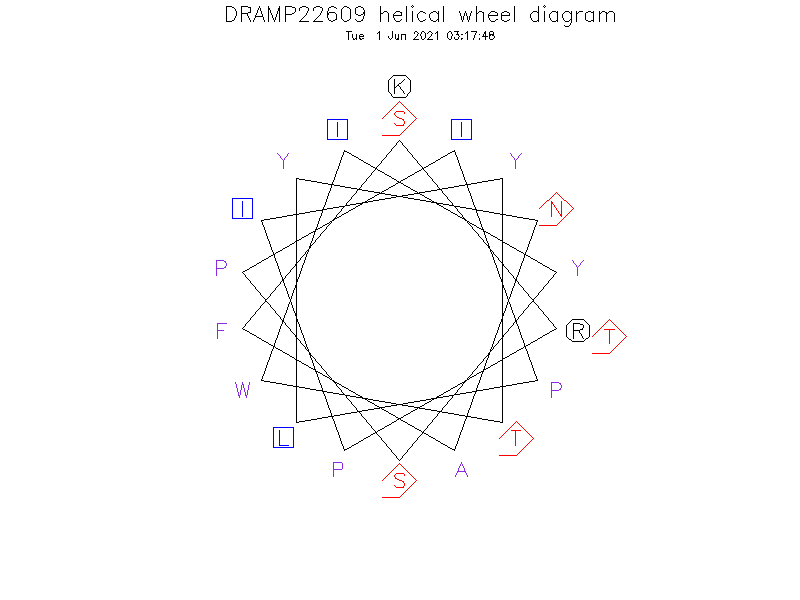 DRAMP22609 helical wheel diagram
Tue 1 Jun 2021 03:17:48
K
S
I I
Y Y
I N
P Y
F R T
W P
L T
P A
S